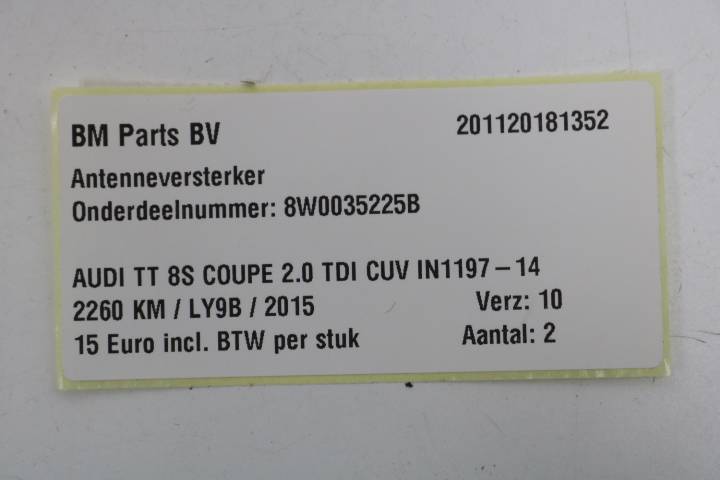 BM Parts BV 201120181352
Antenneversterker
Onderdeelnummer: 8W0035225B
AUDI TT 8S COUPE 2.0 TDI CUV IN1197-14
2260 KM / LY9B / 2015 Verz: 10
15 Euro incl. BTW per stuk Aantal: 2